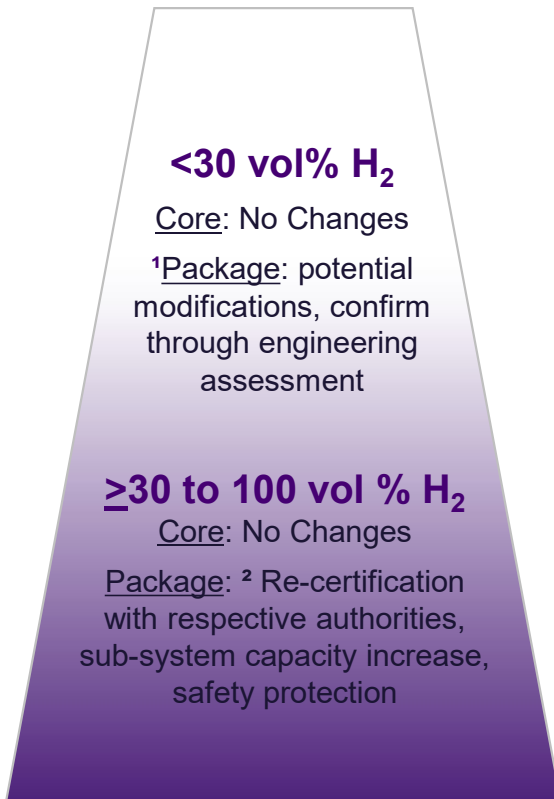 <30 vol% H₂
Core: No Changes
¹Package: potential
modifications, confirm
through engineering
assessment
≥30 to 100 vol % H₂
Core: No Changes
Package: ² Re-certification
with respective authorities,
sub-system capacity increase,
safety protection